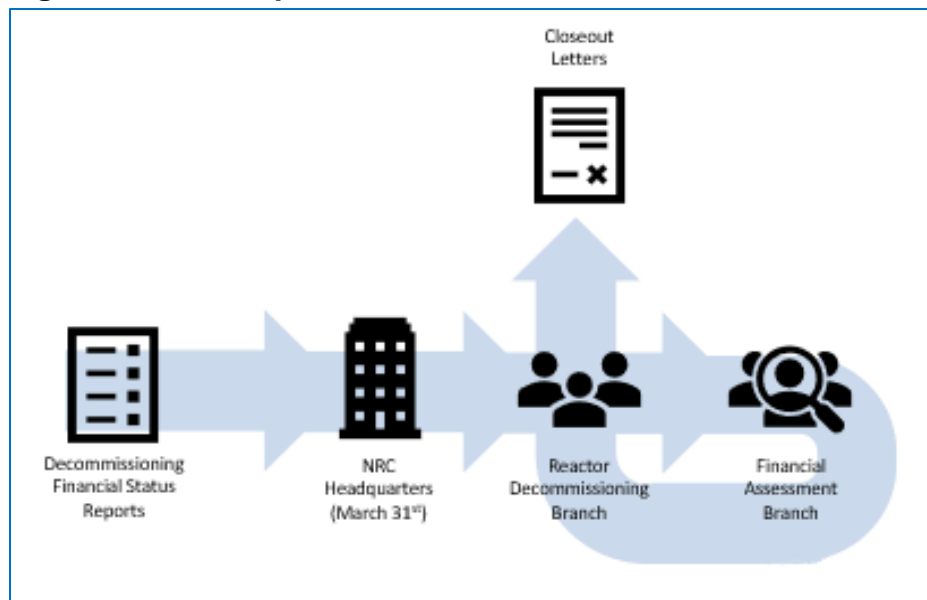 Closeout
Letters
Decommissioning
Financial Status
Reports
NRC
Headquarters
(March 31st)
Reactor
Decommissioning
Branch
Financial
Assessment
Branch